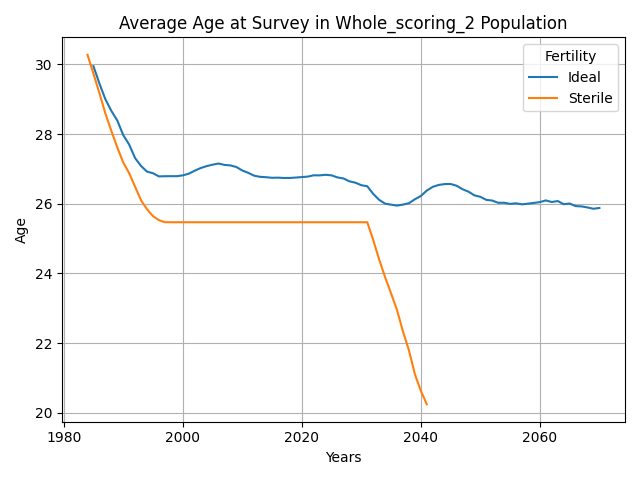 Average Age at Survey in Whole_scoring_2 Population
Fertility
Ideal
Sterile
30
28
26
24
22
20
Age
1980
2000
2020
2040
2060
Years